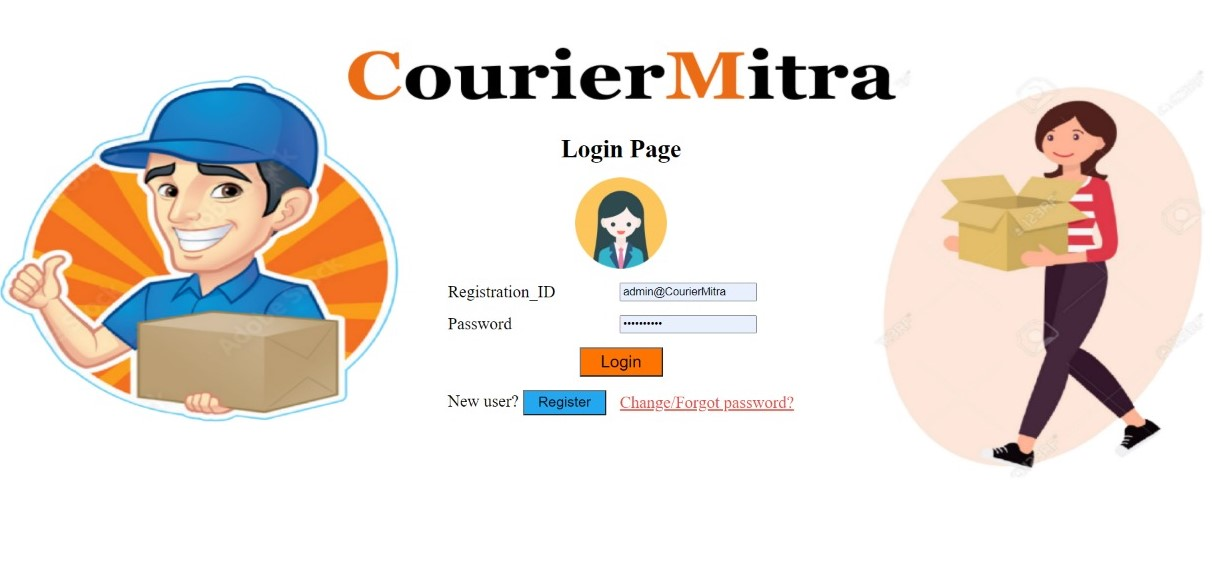 CourierMitra
Login Page
Registration_ID admin@CourierMitra
Password ••••••••••
Login
New user? Register Change/Forgot password?